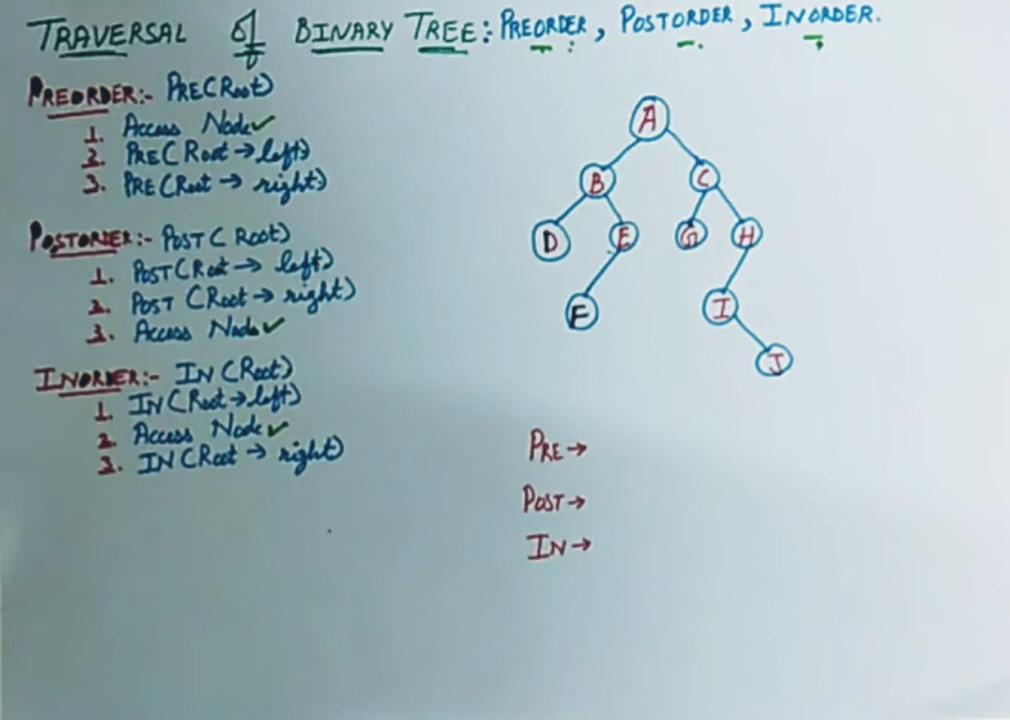 TRAVERSAL of BINARY TREE: PREORDER, POSTORDER, INORDER.
PREORDER:- PRE(Root)
1. Access Node✓
2. PRE(Root→left)
3. PRE(Root→right)
POSTORDER:- POST(Root)
1. POST(Root→left)
2. POST(Root→right)
3. Access Node✓
INORDER:- IN(Root)
1. IN(Root→left)
2. Access Node✓
3. IN(Root→right)
A
B C
D E G H
F I
J
PRE→
POST→
IN→